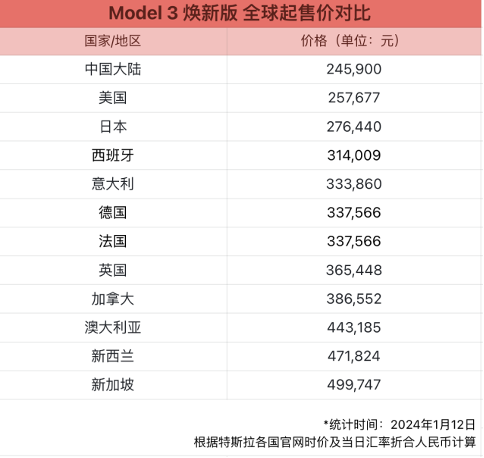 Model 3 焕新版 全球起售价对比
国家/地区 价格（单位：元）
中国大陆 245,900
美国 257,677
日本 276,440
西班牙 314,009
意大利 333,860
德国 337,566
法国 337,566
英国 365,448
加拿大 386,552
澳大利亚 443,185
新西兰 471,824
新加坡 499,747
*统计时间：2024年1月12日
根据特斯拉各国官网时价及当日汇率折合人民币计算